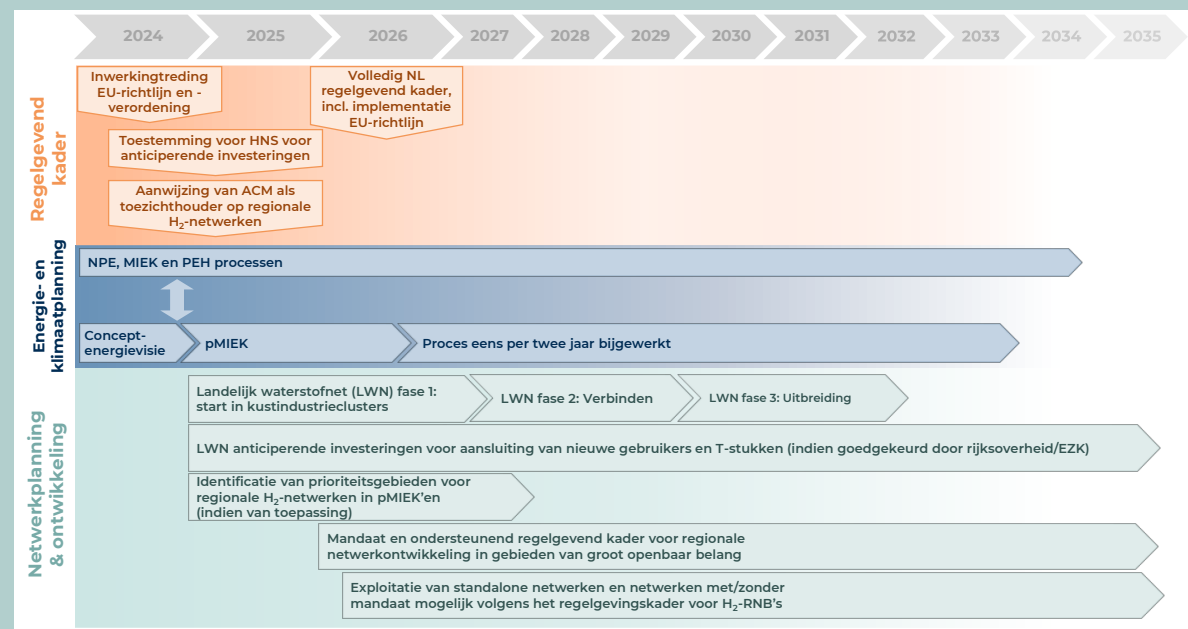 2024 2025 2026 2027 2028 2029 2030 2031 2032 2033 2034 2035
Regelgevend
kader
Inwerkingtreding
EU-richtlijn en -
verordening
Volledig NL
regelgevend kader,
incl. implementatie
EU-richtlijn
Toestemming voor HNS voor
anticiperende investeringen
Aanwijzing van ACM als
toezichthouder op regionale
H₂-netwerken
Energie- en
klimaatplanning
NPE, MIEK en PEH processen
Concept-
energievisie
pMIEK
Proces eens per twee jaar bijgewerkt
Netwerkplanning
& ontwikkeling
Landelijk waterstofnet (LWN) fase 1:
start in kustindustrieclusters
LWN fase 2: Verbinden
LWN fase 3: Uitbreiding
LWN anticiperende investeringen voor aansluiting van nieuwe gebruikers en T-stukken (indien goedgekeurd door rijksoverheid/EZK)
Identificatie van prioriteitsgebieden voor
regionale H₂-netwerken in pMIEK'en
(indien van toepassing)
Mandaat en ondersteunend regelgevend kader voor regionale
netwerkontwikkeling in gebieden van groot openbaar belang
Exploitatie van standalone netwerken en netwerken met/zonder
mandaat mogelijk volgens het regelgevingskader voor H₂-RNB's